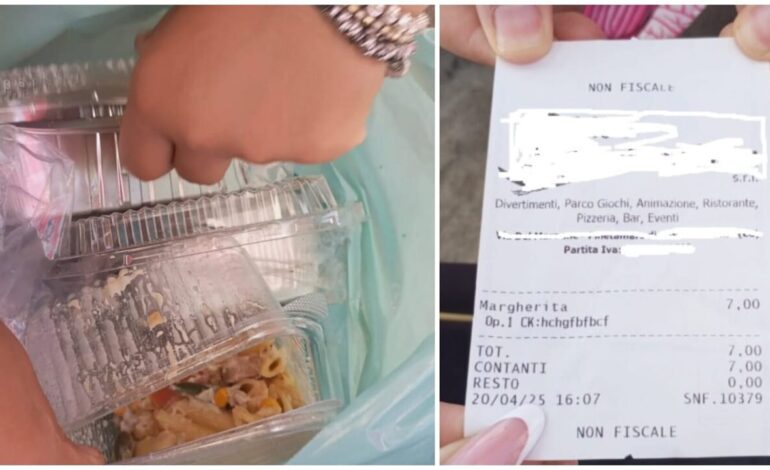 NON FISCALE
s.r.l.
Divertimenti, Parco Giochi, Animazione, Ristorante,
Pizzeria, Bar, Eventi
Partita Iva:
Margherita 7,00
Op.1 CK:hchgfbfbcf
TOT. 7,00
CONTANTI 7,00
RESTO 0,00
20/04/25 16:07 SNF.10379
NON FISCALE